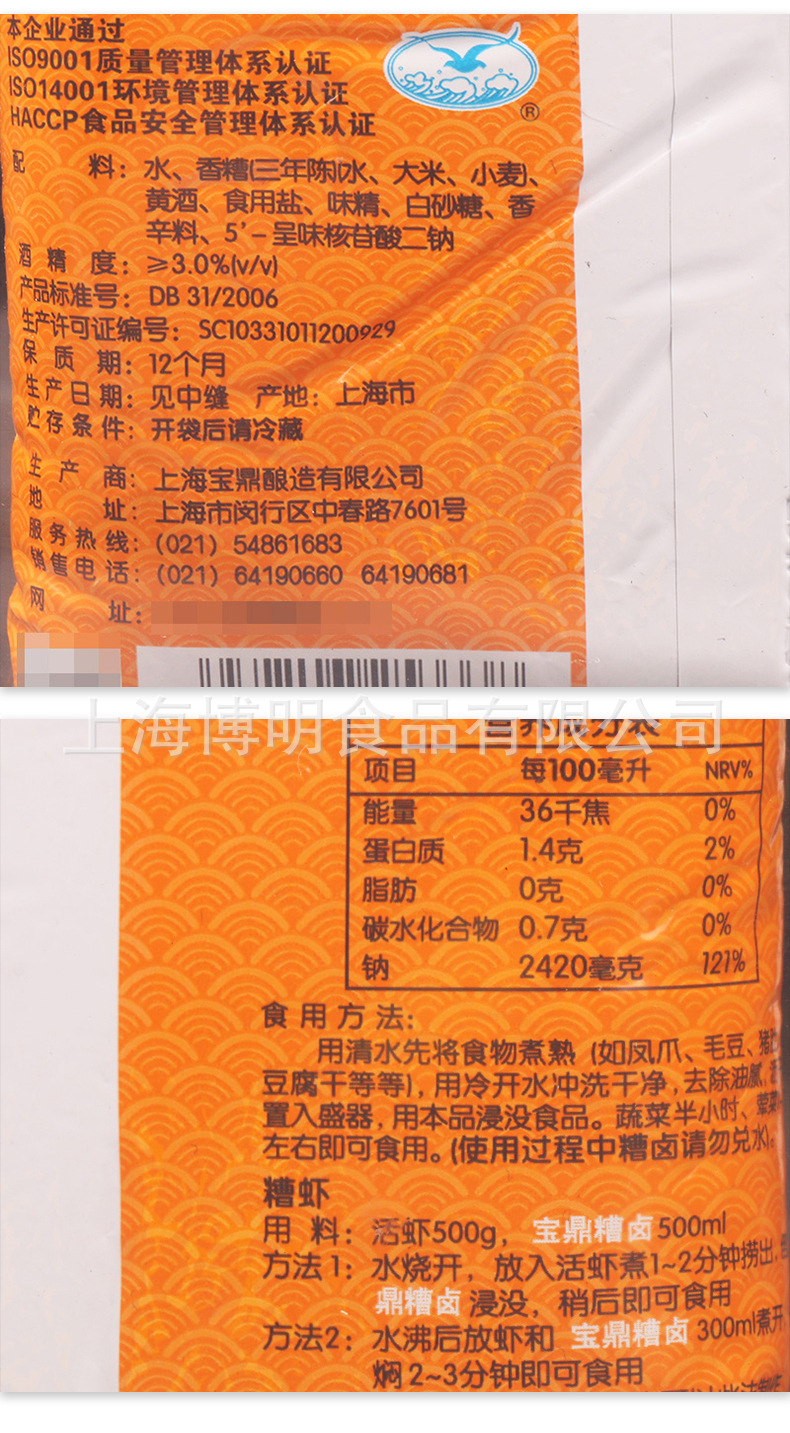 本企业通过
ISO9001质量管理体系认证
ISO14001环境管理体系认证
HACCP食品安全管理体系认证
®
配 料：水、香糟(三年陈)(水、大米、小麦)、
黄酒、食用盐、味精、白砂糖、香
辛料、5'-呈味核苷酸二钠
酒精度：≥3.0%(v/v)
产品标准号：DB 31/2006
生产许可证编号：SC10331011200929
保质期：12个月
生产日期：见中缝 产地：上海市
贮存条件：开袋后请冷藏
生产商：上海宝鼎酿造有限公司
地址：上海市闵行区中春路7601号
服务热线：(021) 54861683
销售电话：(021) 64190660 64190681
网址：
上海博明食品有限公司
营养成分表
项目 每100毫升 NRV%
能量 36千焦 0%
蛋白质 1.4克 2%
脂肪 0克 0%
碳水化合物 0.7克 0%
钠 2420毫克 121%
食用方法：
用清水先将食物煮熟 (如凤爪、毛豆、猪
豆腐干等等)，用冷开水冲洗干净，去除油腻，
置入盛器，用本品浸没食品。蔬菜半小时、荤菜
左右即可食用。(使用过程中糟卤请勿兑水)。
糟虾
用 料：活虾500g，宝鼎糟卤500ml
方法1：水烧开，放入活虾煮1~2分钟捞出，
鼎糟卤 浸没，稍后即可食用
方法2：水沸后放虾和 宝鼎糟卤 300ml煮开，
焖2~3分钟即可食用